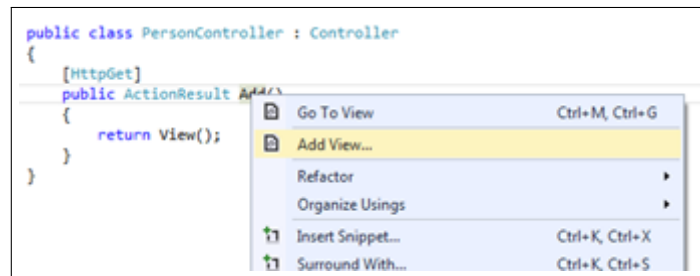 public class PersonController : Controller
{
[HttpGet]
public ActionResult Add()
{
return View();
}
}
Go To View Ctrl+M, Ctrl+G
Add View...
Refactor
Organize Usings
Insert Snippet... Ctrl+K, Ctrl+X
Surround With... Ctrl+K, Ctrl+S